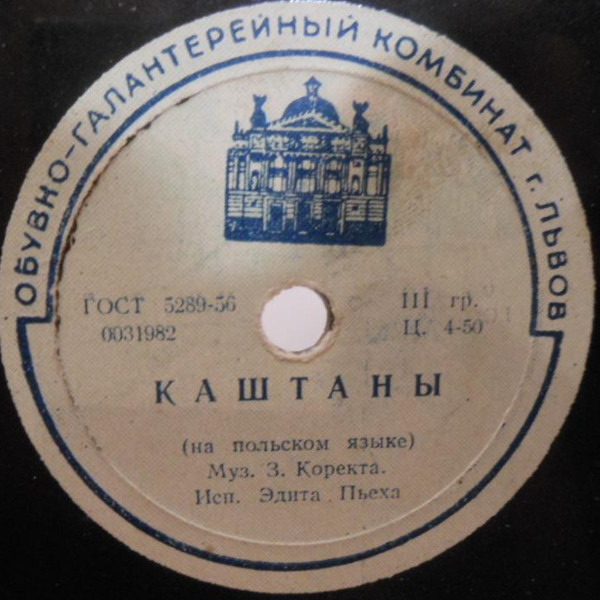 ОБУВНО-ГАЛАНТЕРЕЙНЫЙ КОМБИНАТ г. ЛЬВОВ
ГОСТ 5289-56
0031982
III гр.
Ц. 4-50
КАШТАНЫ
(на польском языке)
Муз. З. Коректа.
Исп. Эдита Пьеха